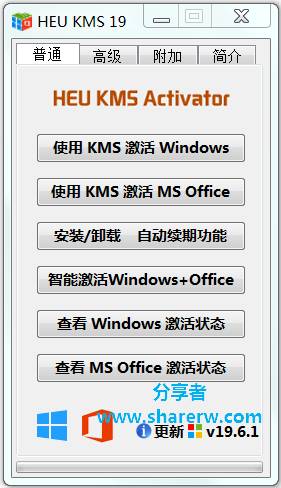 HEU KMS 19
普通 高级 附加 简介
HEU KMS Activator
使用 KMS 激活 Windows
使用 KMS 激活 MS Office
安装/卸载 自动续期功能
智能激活Windows+Office
查看 Windows 激活状态
查看 MS Office 激活状态
分享者
www.sharerw.com
更新 v19.6.1